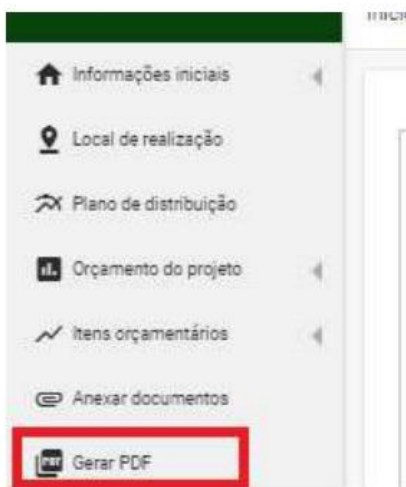 Informações iniciais
Local de realização
Plano de distribuição
Orçamento do projeto
Itens orçamentários
Anexar documentos
Gerar PDF